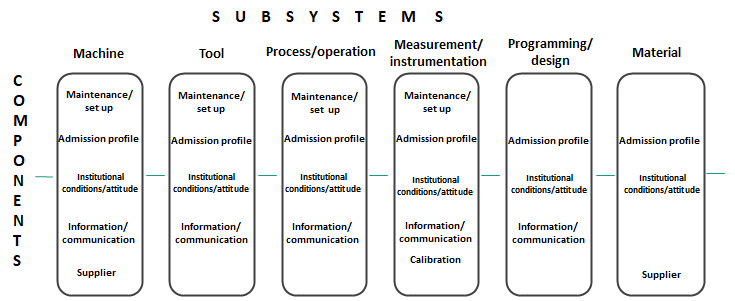 S U B S Y S T E M S
Machine
Tool
Process/operation
Measurement/
instrumentation
Programming/
design
Material
C
O
M
P
O
N
E
N
T
S
Maintenance/
set up
Admission profile
Institutional
conditions/attitude
Information/
communication
Supplier
Maintenance/
set up
Admission profile
Institutional
conditions/attitude
Information/
communication
Maintenance/
set up
Admission profile
Institutional
conditions/attitude
Information/
communication
Maintenance/
set up
Admission profile
Institutional
conditions/attitude
Information/
communication
Calibration
Admission profile
Institutional
conditions/attitude
Information/
communication
Admission profile
Institutional
conditions/attitude
Supplier